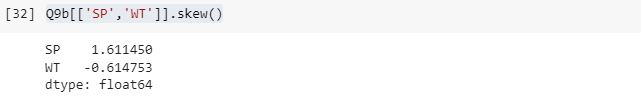 [32] Q9b[['SP','WT']].skew()
SP    1.611450
WT   -0.614753
dtype: float64